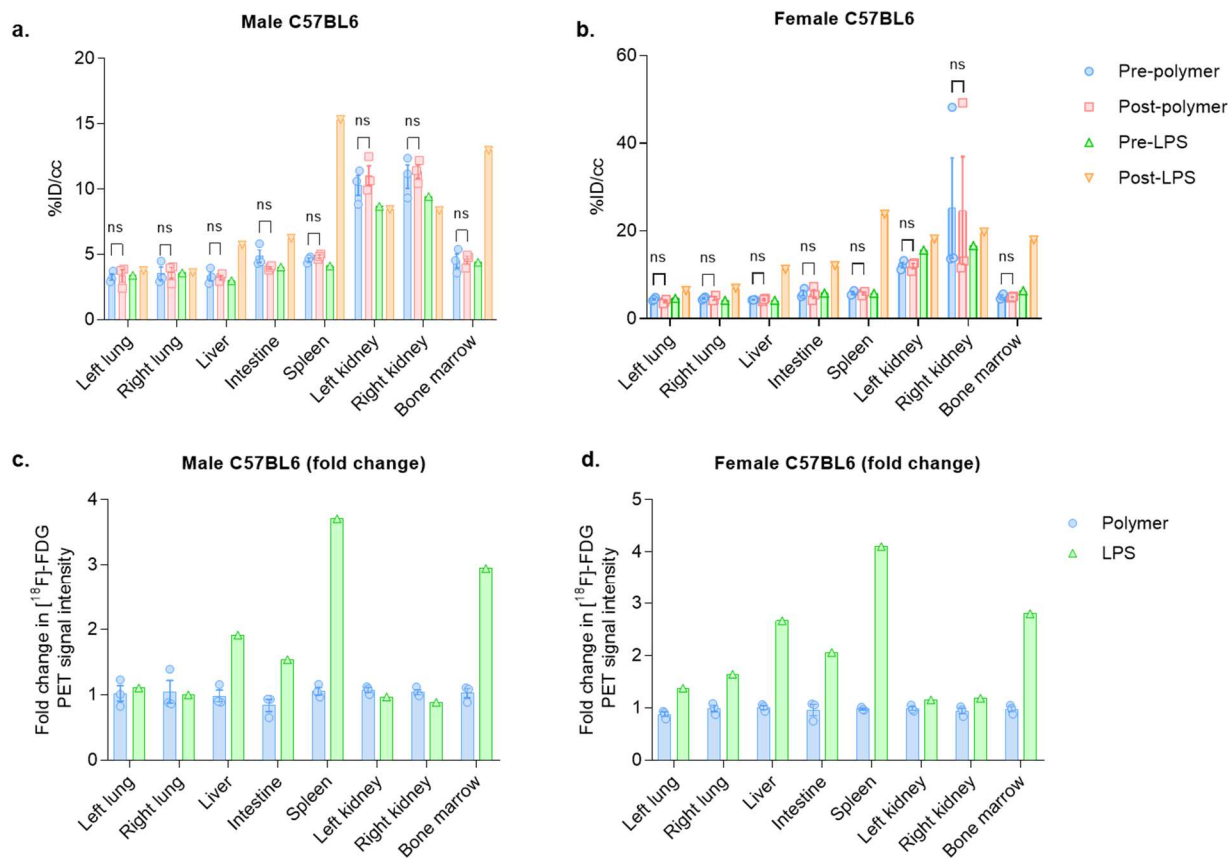 a.
Male C57BL6
%ID/cc
20
15
10
5
0
ns
ns
ns
ns
ns
ns
ns
ns
Left lung
Right lung
Liver
Intestine
Spleen
Left kidney
Right kidney
Bone marrow
b.
Female C57BL6
%ID/cc
60
40
20
0
ns
ns
ns
ns
ns
ns
ns
ns
Left lung
Right lung
Liver
Intestine
Spleen
Left kidney
Right kidney
Bone marrow
Pre-polymer
Post-polymer
Pre-LPS
Post-LPS
c.
Male C57BL6 (fold change)
Fold change in [¹⁸F]-FDG
PET signal intensity
4
3
2
1
0
Left lung
Right lung
Liver
Intestine
Spleen
Left kidney
Right kidney
Bone marrow
d.
Female C57BL6 (fold change)
Fold change in [¹⁸F]-FDG
PET signal intensity
5
4
3
2
1
0
Left lung
Right lung
Liver
Intestine
Spleen
Left kidney
Right kidney
Bone marrow
Polymer
LPS